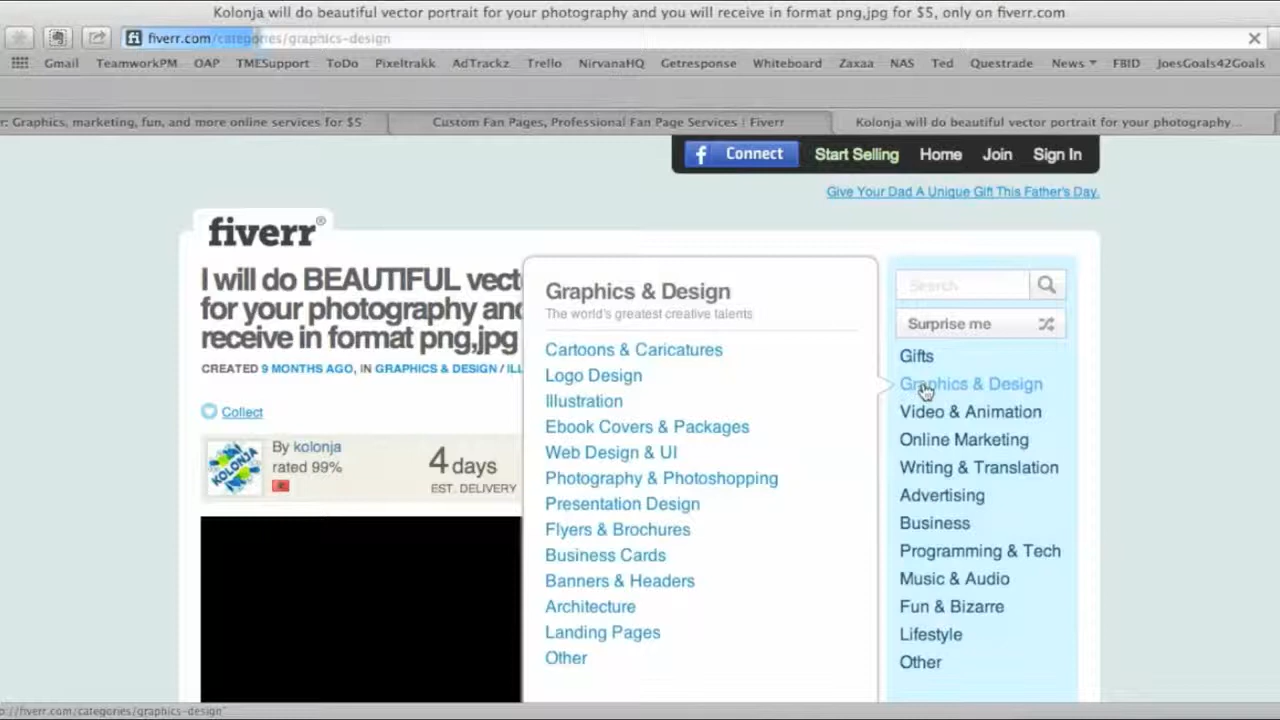 Kolonja will do beautiful vector portrait for your photography and you will receive in format png,jpg for $5, only on fiverr.com
fiverr.com/categories/graphics-design
Gmail TeamworkPM OAP TMESupport ToDo Pixeltrakk AdTrackz Trello NirvanaHQ Getresponse Whiteboard Zaxaa NAS Ted Questrade News FBID JoesGoals42Goals
r: Graphics, marketing, fun, and more online services for $5
Custom Fan Pages, Professional Fan Page Services | Fiverr
Kolonja will do beautiful vector portrait for your photography...
f Connect Start Selling Home Join Sign In
Give Your Dad A Unique Gift This Father's Day.
fiverr®
I will do BEAUTIFUL vect
for your photography and
receive in format png,jpg
CREATED 9 MONTHS AGO, IN GRAPHICS & DESIGN / ILL
Collect
KOLONJA
By kolonja
rated 99%
4 days
EST. DELIVERY
Graphics & Design
The world's greatest creative talents
Cartoons & Caricatures
Logo Design
Illustration
Ebook Covers & Packages
Web Design & UI
Photography & Photoshopping
Presentation Design
Flyers & Brochures
Business Cards
Banners & Headers
Architecture
Landing Pages
Other
Search
Surprise me
Gifts
Graphics & Design
Video & Animation
Online Marketing
Writing & Translation
Advertising
Business
Programming & Tech
Music & Audio
Fun & Bizarre
Lifestyle
Other
p://fiverr.com/categories/graphics-design"